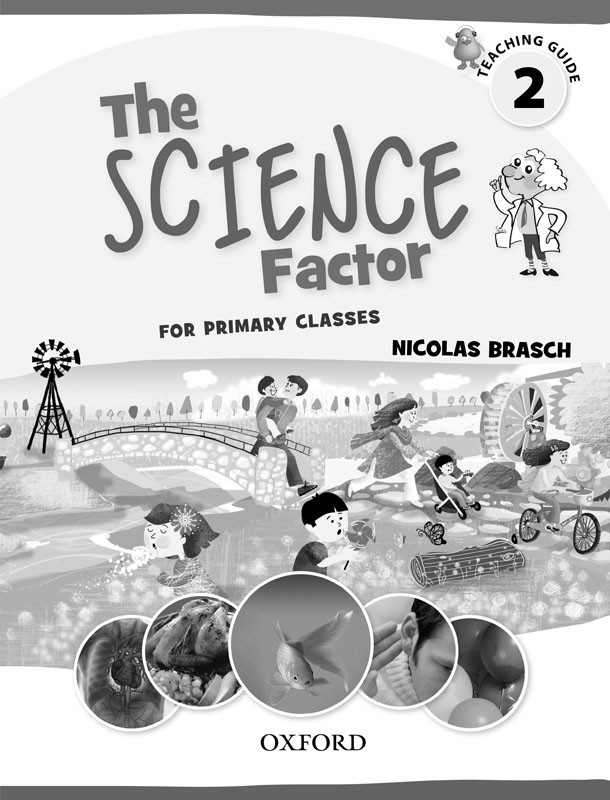 TEACHING GUIDE
2
The
SCIENCE
Factor
FOR PRIMARY CLASSES
NICOLAS BRASCH
OXFORD